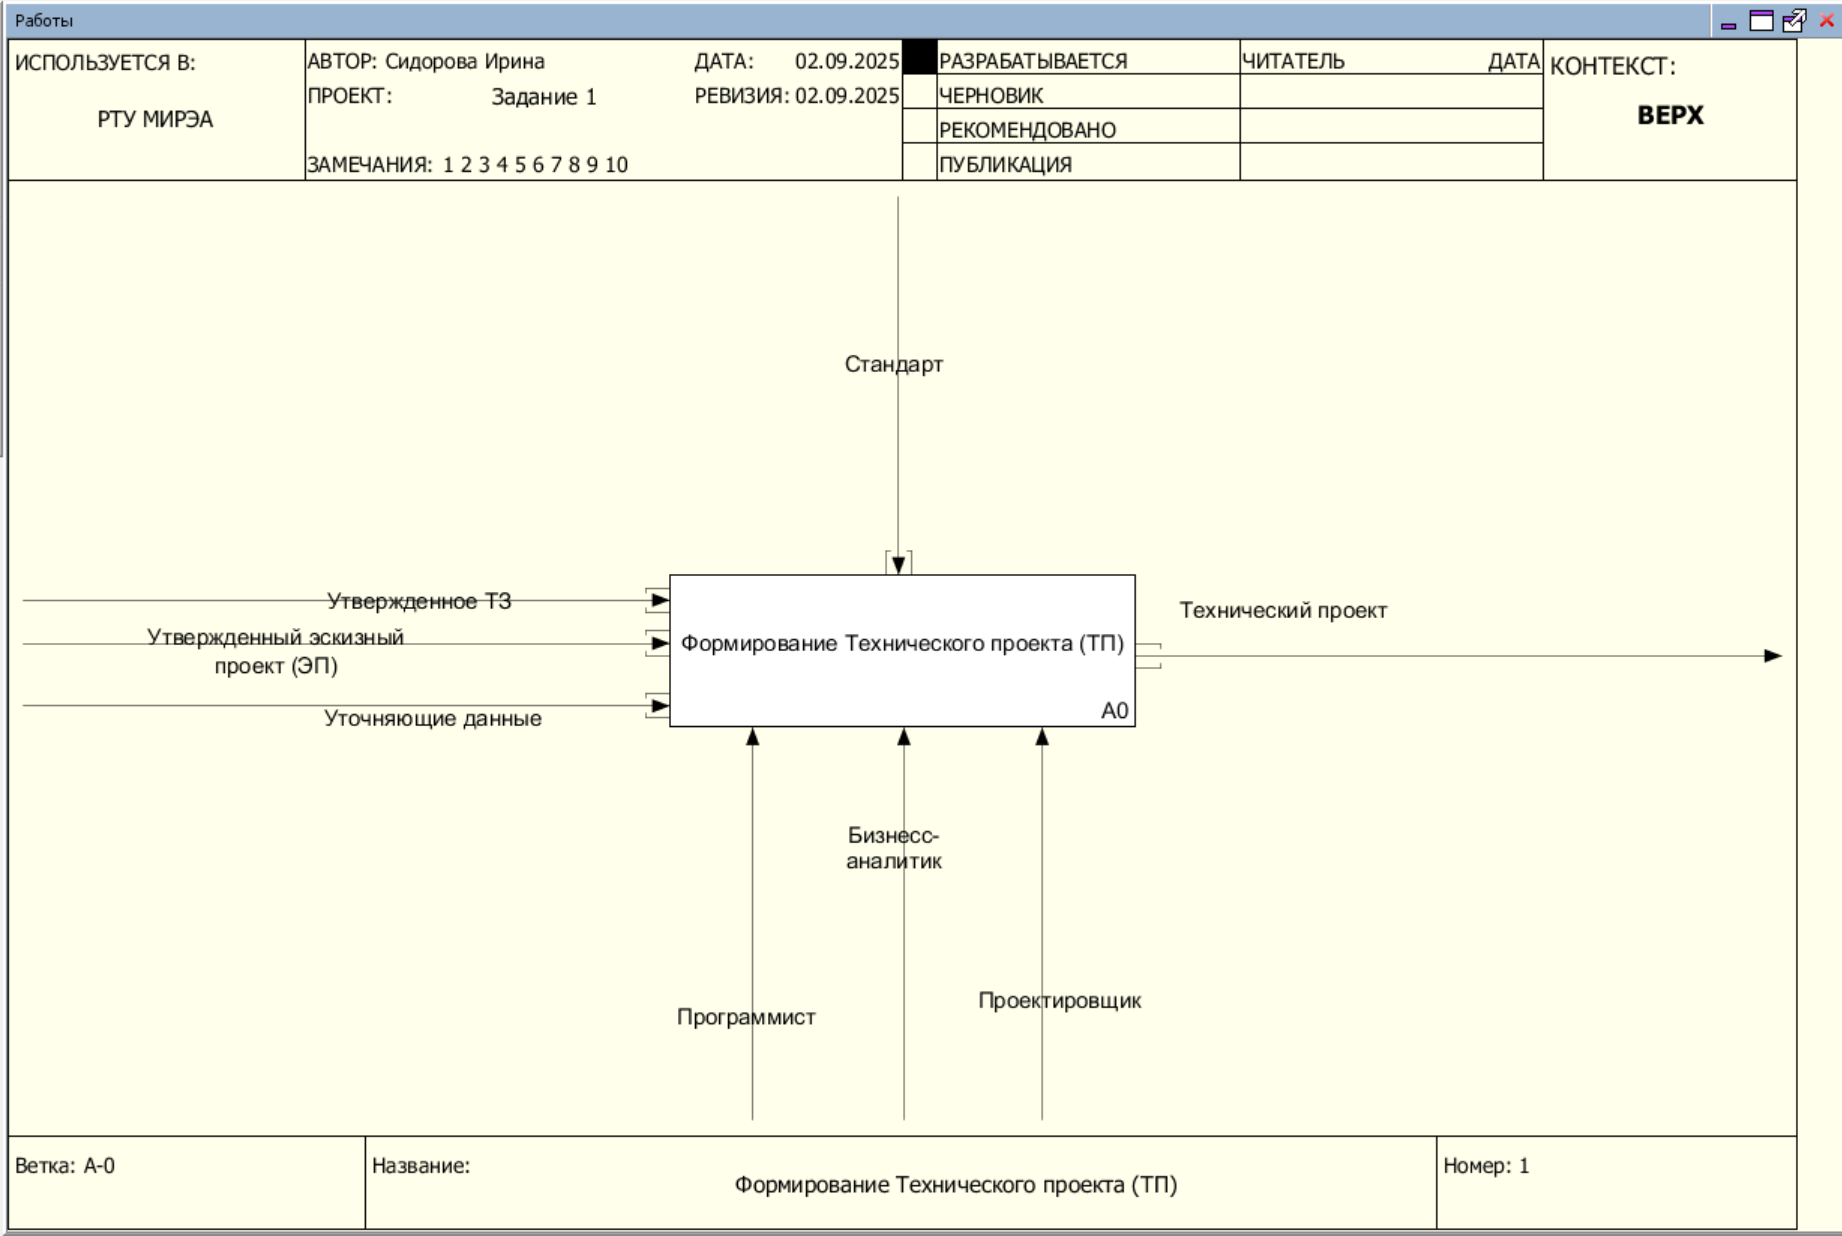 Работы
ИСПОЛЬЗУЕТСЯ В:
РТУ МИРЭА
АВТОР: Сидорова Ирина
ДАТА: 02.09.2025
ПРОЕКТ: Задание 1
РЕВИЗИЯ: 02.09.2025
ЗАМЕЧАНИЯ: 1 2 3 4 5 6 7 8 9 10
РАЗРАБАТЫВАЕТСЯ
ЧЕРНОВИК
РЕКОМЕНДОВАНО
ПУБЛИКАЦИЯ
ЧИТАТЕЛЬ ДАТА
КОНТЕКСТ:
ВЕРХ
Стандарт
Утвержденное ТЗ
Утвержденный эскизный
проект (ЭП)
Уточняющие данные
Формирование Технического проекта (ТП)
A0
Технический проект
Бизнесс-
аналитик
Программист
Проектировщик
Ветка: A-0
Название:
Формирование Технического проекта (ТП)
Номер: 1